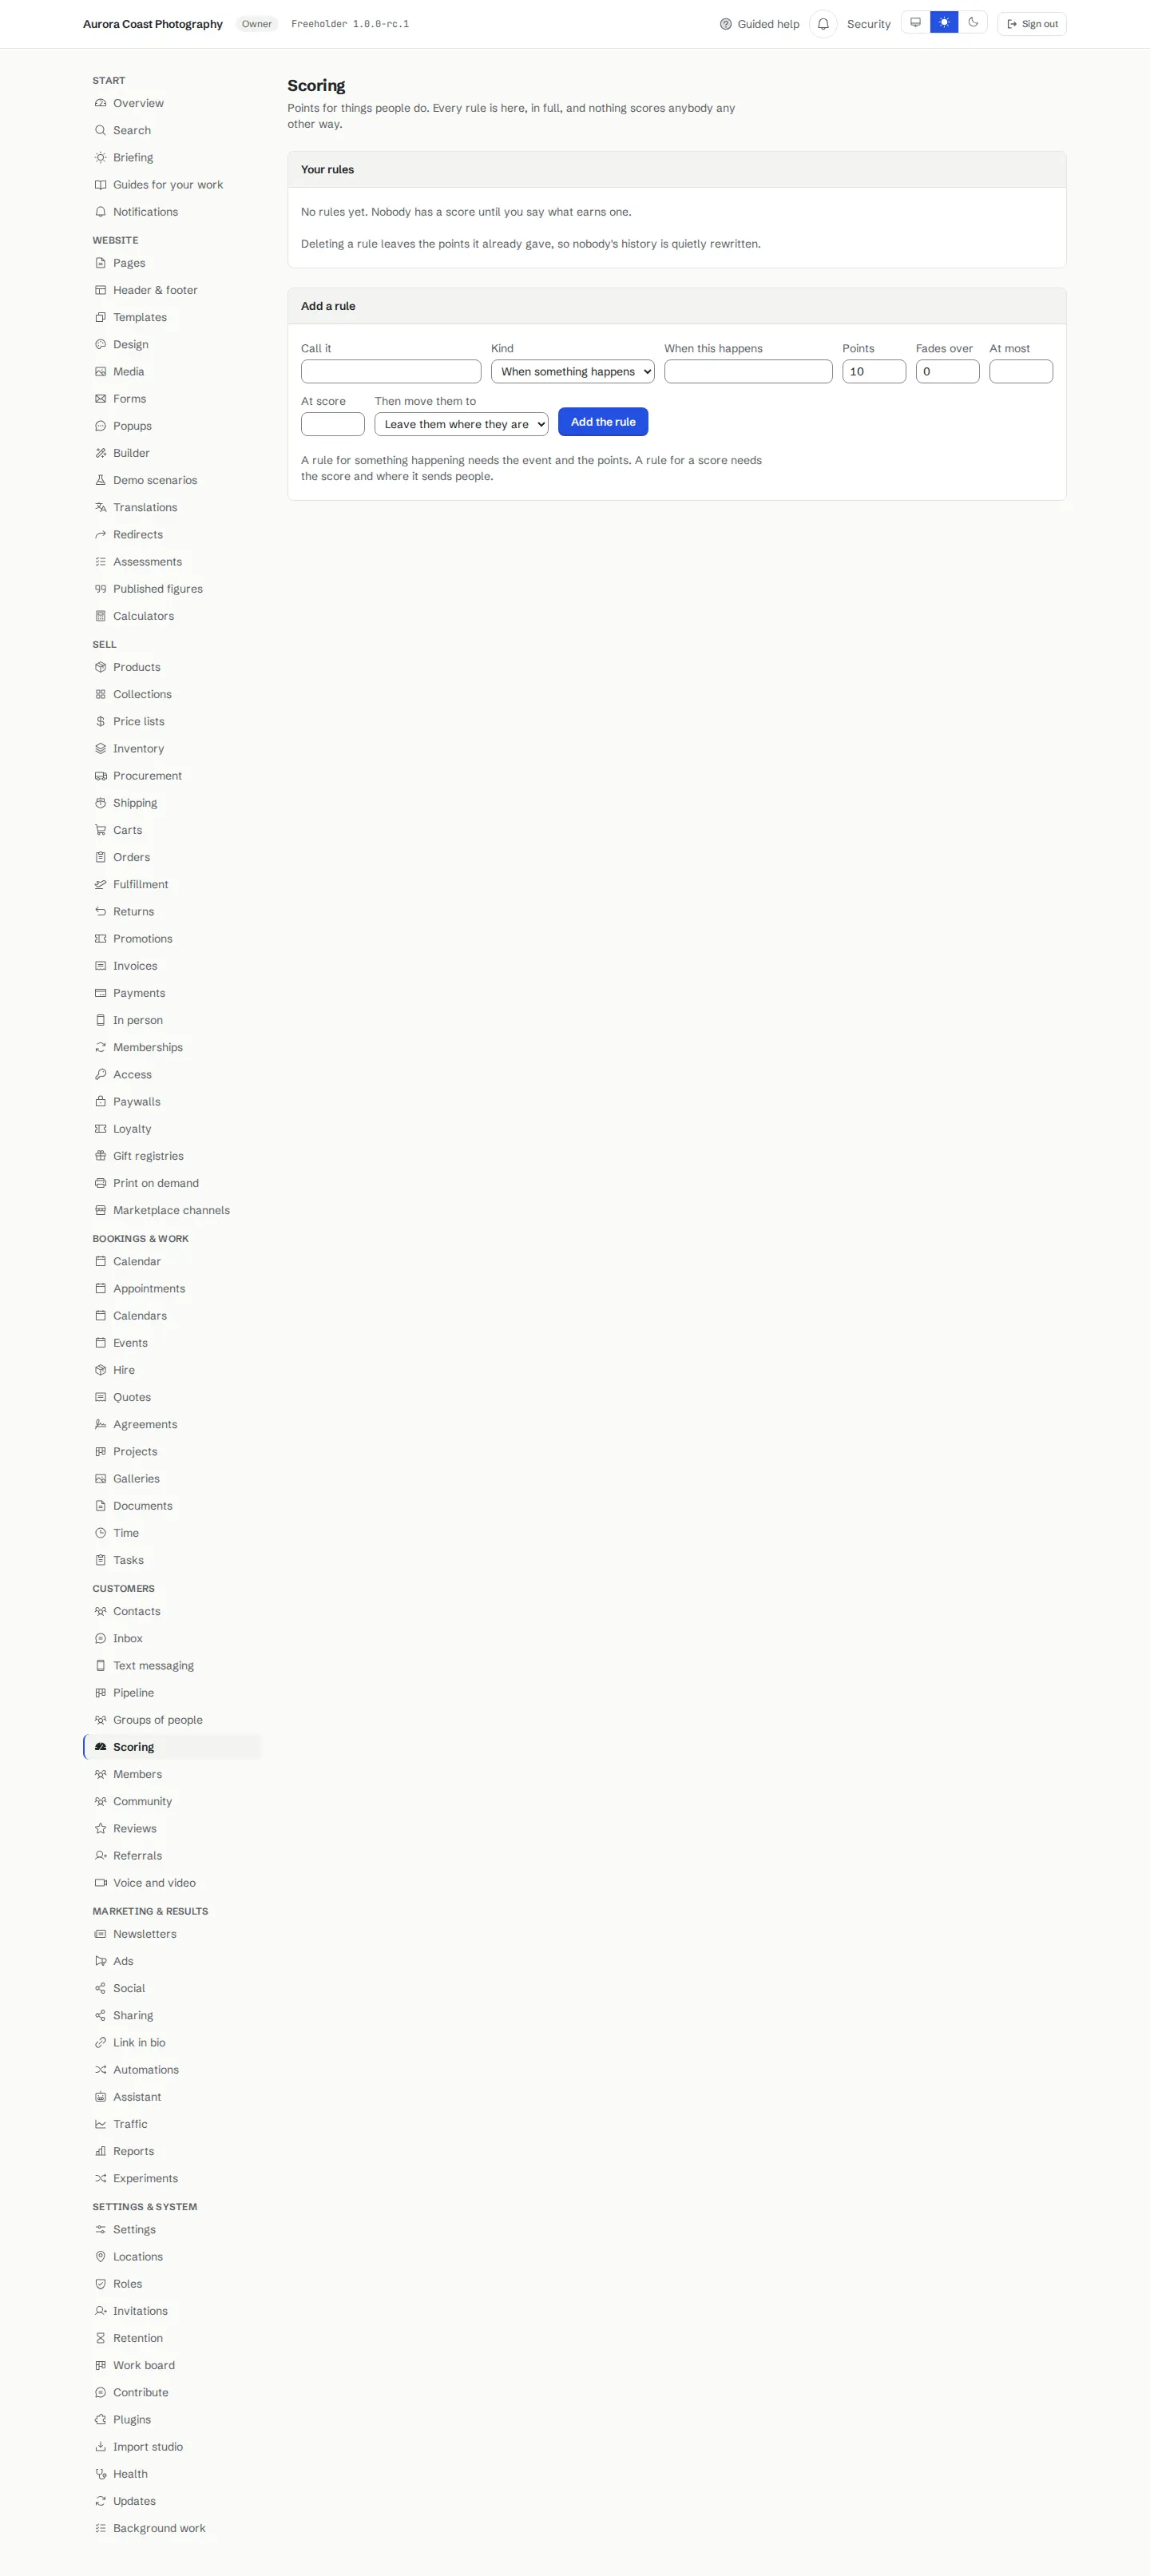 Aurora Coast Photography
Owner
Freeholder 1.0.0-rc.1
Guided help
Security
Sign out
START
Overview
Search
Briefing
Guides for your work
Notifications
WEBSITE
Pages
Header & footer
Templates
Design
Media
Forms
Popups
Builder
Demo scenarios
Translations
Redirects
Assessments
Published figures
Calculators
SELL
Products
Collections
Price lists
Inventory
Procurement
Shipping
Carts
Orders
Fulfillment
Returns
Promotions
Invoices
Payments
In person
Memberships
Access
Paywalls
Loyalty
Gift registries
Print on demand
Marketplace channels
BOOKINGS & WORK
Calendar
Appointments
Calendars
Events
Hire
Quotes
Agreements
Projects
Galleries
Documents
Time
Tasks
CUSTOMERS
Contacts
Inbox
Text messaging
Pipeline
Groups of people
Scoring
Members
Community
Reviews
Referrals
Voice and video
MARKETING & RESULTS
Newsletters
Ads
Social
Sharing
Link in bio
Automations
Assistant
Traffic
Reports
Experiments
SETTINGS & SYSTEM
Settings
Locations
Roles
Invitations
Retention
Work board
Contribute
Plugins
Import studio
Health
Updates
Background work
Scoring
Points for things people do. Every rule is here, in full, and nothing scores anybody any
other way.
Your rules
No rules yet. Nobody has a score until you say what earns one.
Deleting a rule leaves the points it already gave, so nobody's history is quietly rewritten.
Add a rule
Call it
Kind
When something happens
When this happens
Points
10
Fades over
0
At most
At score
Then move them to
Leave them where they are
Add the rule
A rule for something happening needs the event and the points. A rule for a score needs
the score and where it sends people.